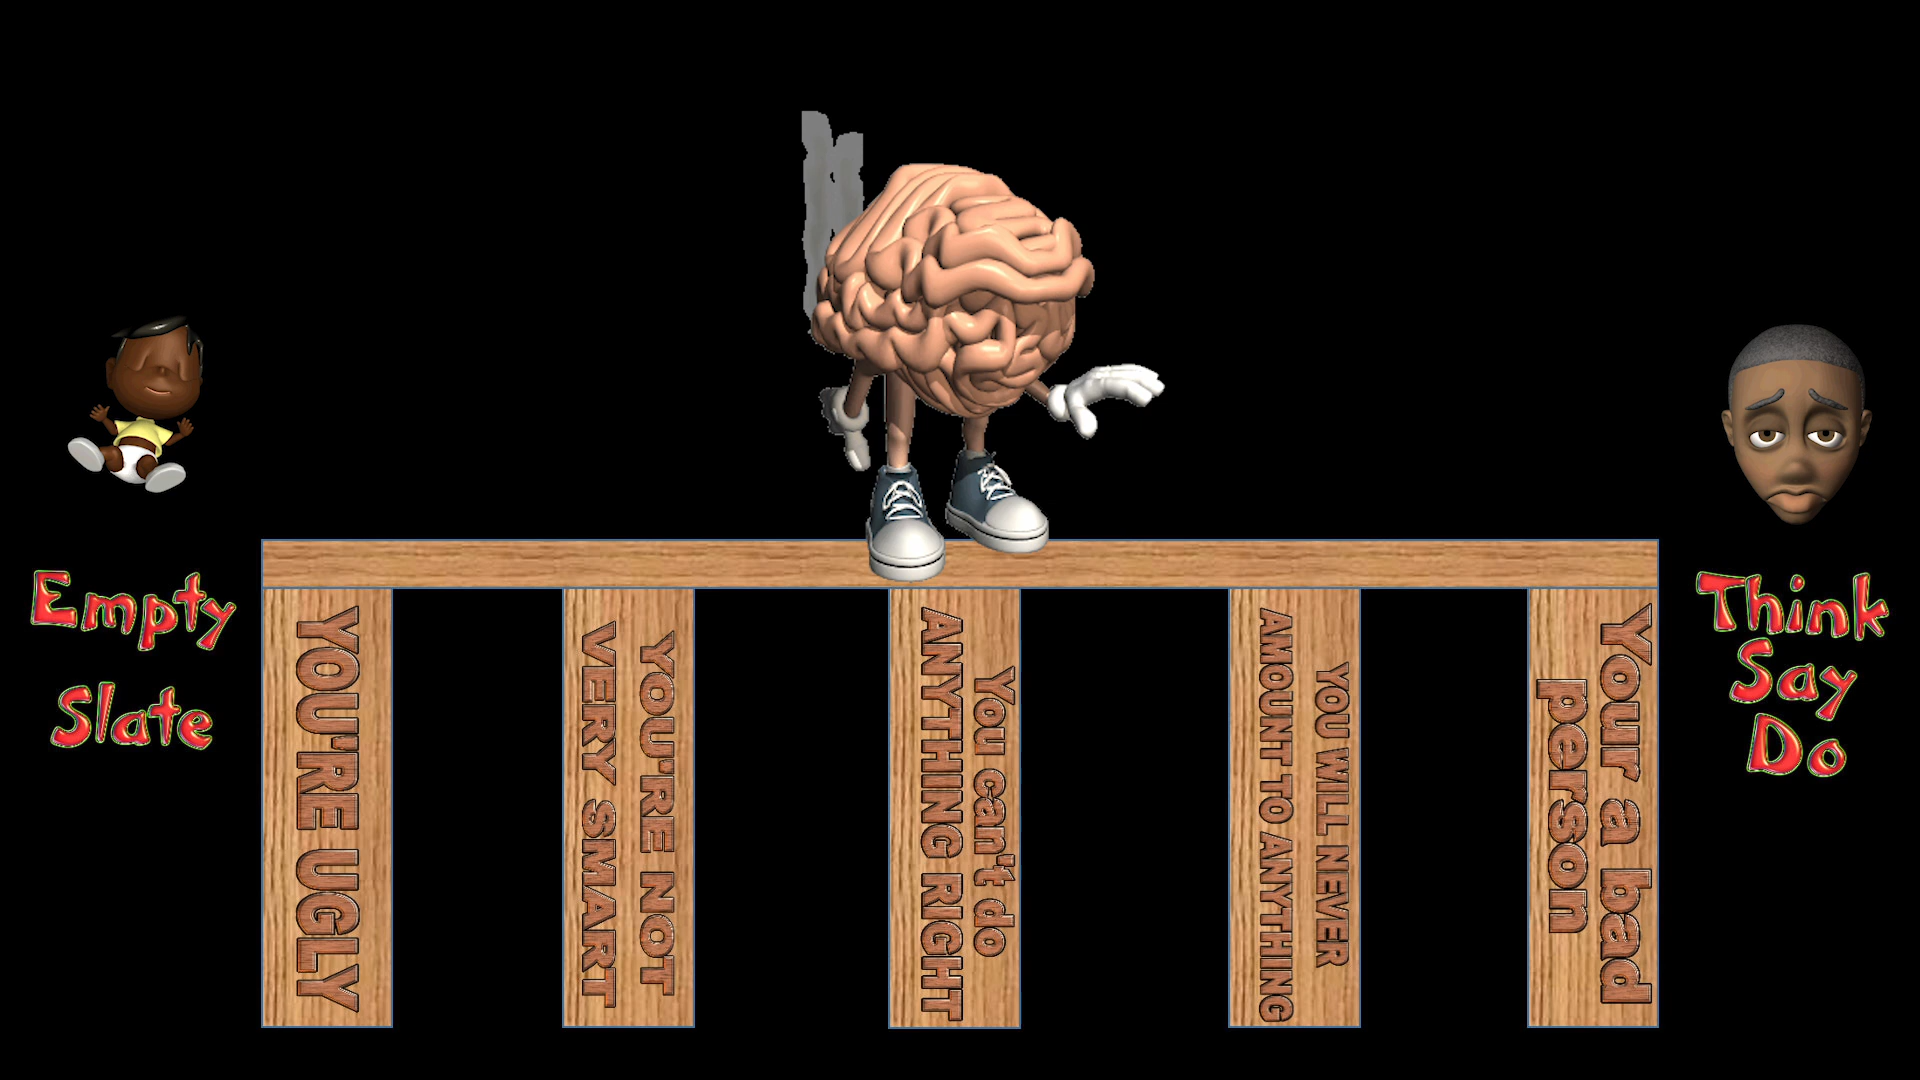 Empty
Slate
YOU'RE UGLY
YOU'RE NOT
VERY SMART
You can't do
ANYTHING RIGHT
YOU WILL NEVER
AMOUNT TO ANYTHING
Your a bad
person
Think
Say
Do